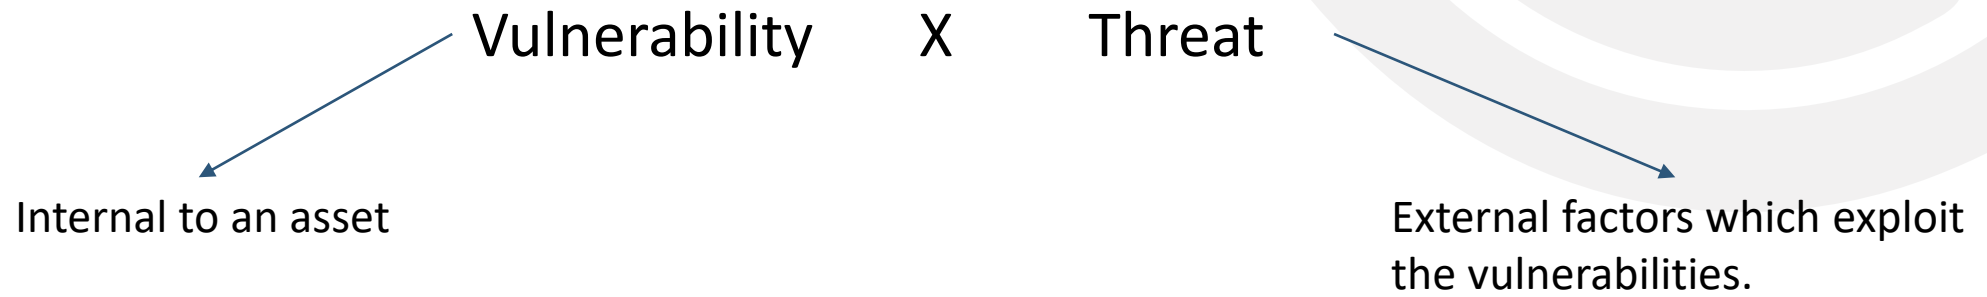 Vulnerability X Threat
Internal to an asset
External factors which exploit
the vulnerabilities.